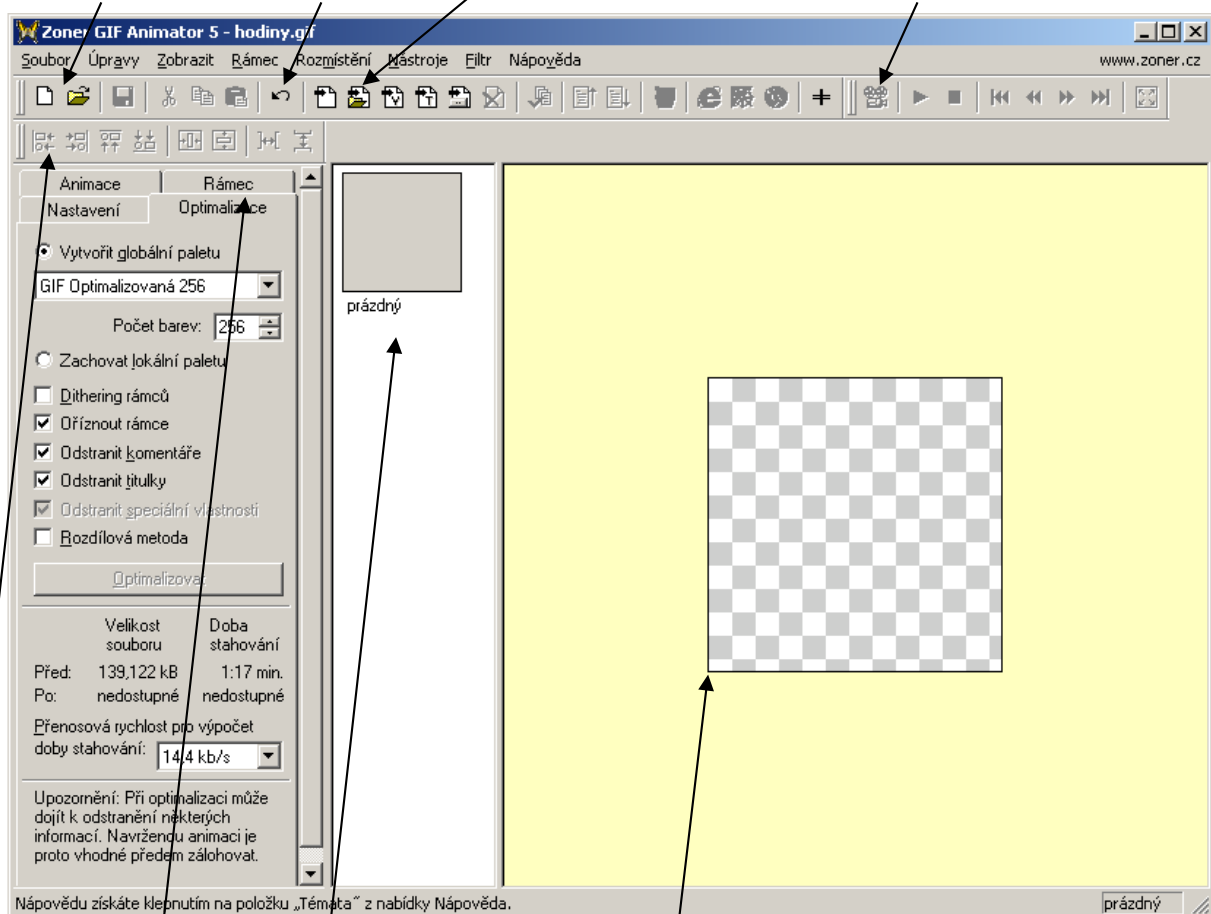 Zoner GIF Animator 5 - hodiny.gif
Soubor Úpravy Zobrazit Rámec Rozmístění Nástroje Filtr Nápověda www.zoner.cz
Animace Rámec
Nastavení Optimalizace
Vytvořit globální paletu
GIF Optimalizovaná 256
Počet barev: 256
Zachovat lokální paletu
Dithering rámců
Oříznout rámce
Odstranit komentáře
Odstranit titulky
Odstranit speciální vlastnosti
Rozdílová metoda
Optimalizovat
Velikost Doba
souboru stahování
Před: 139,122 kB 1:17 min.
Po: nedostupné nedostupné
Přenosová rychlost pro výpočet
doby stahování: 14,4 kb/s
Upozornění: Při optimalizaci může
dojít k odstranění některých
informací. Navrženou animaci je
proto vhodné předem zálohovat.
prázdný
Nápovědu získáte klepnutím na položku „Témata˝ z nabídky Nápověda. prázdný